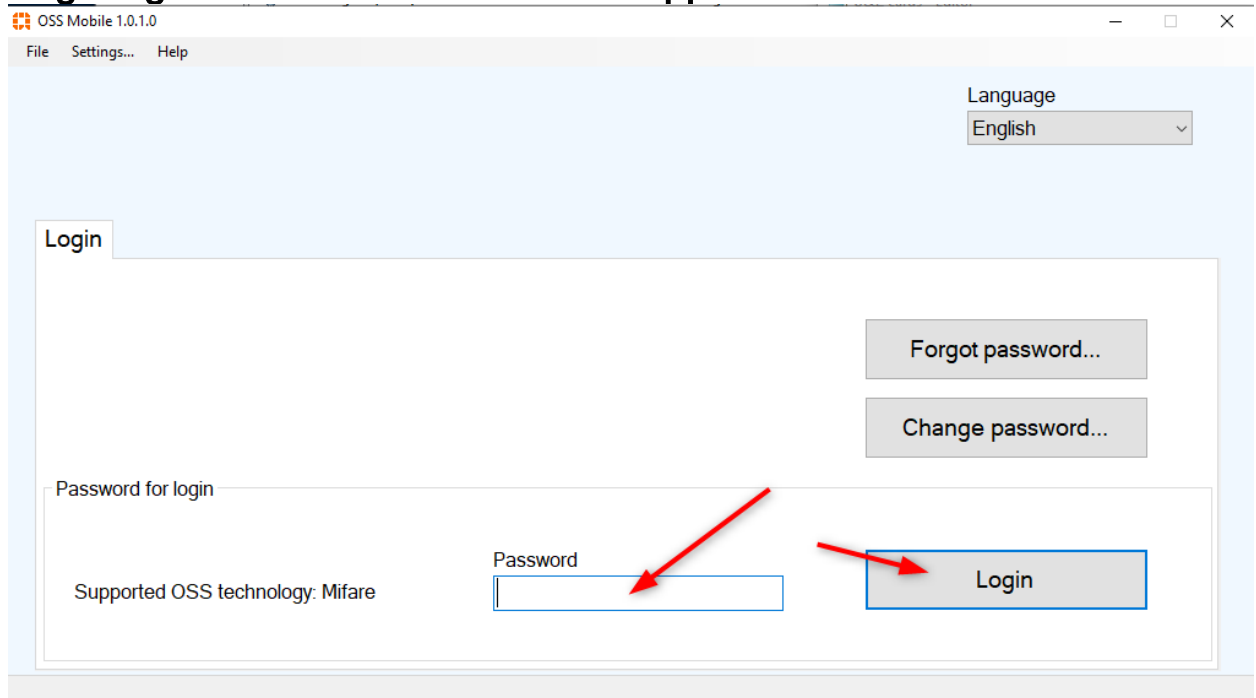 OSS Mobile 1.0.1.0
File Settings... Help
Language
English
Login
Forgot password...
Change password...
Password for login
Password
Supported OSS technology: Mifare
Login